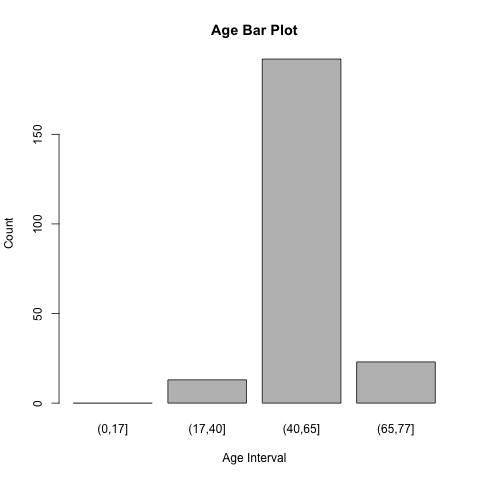 Age Bar Plot
150
100
50
0
Count
(0,17]
(17,40]
(40,65]
(65,77]
Age Interval